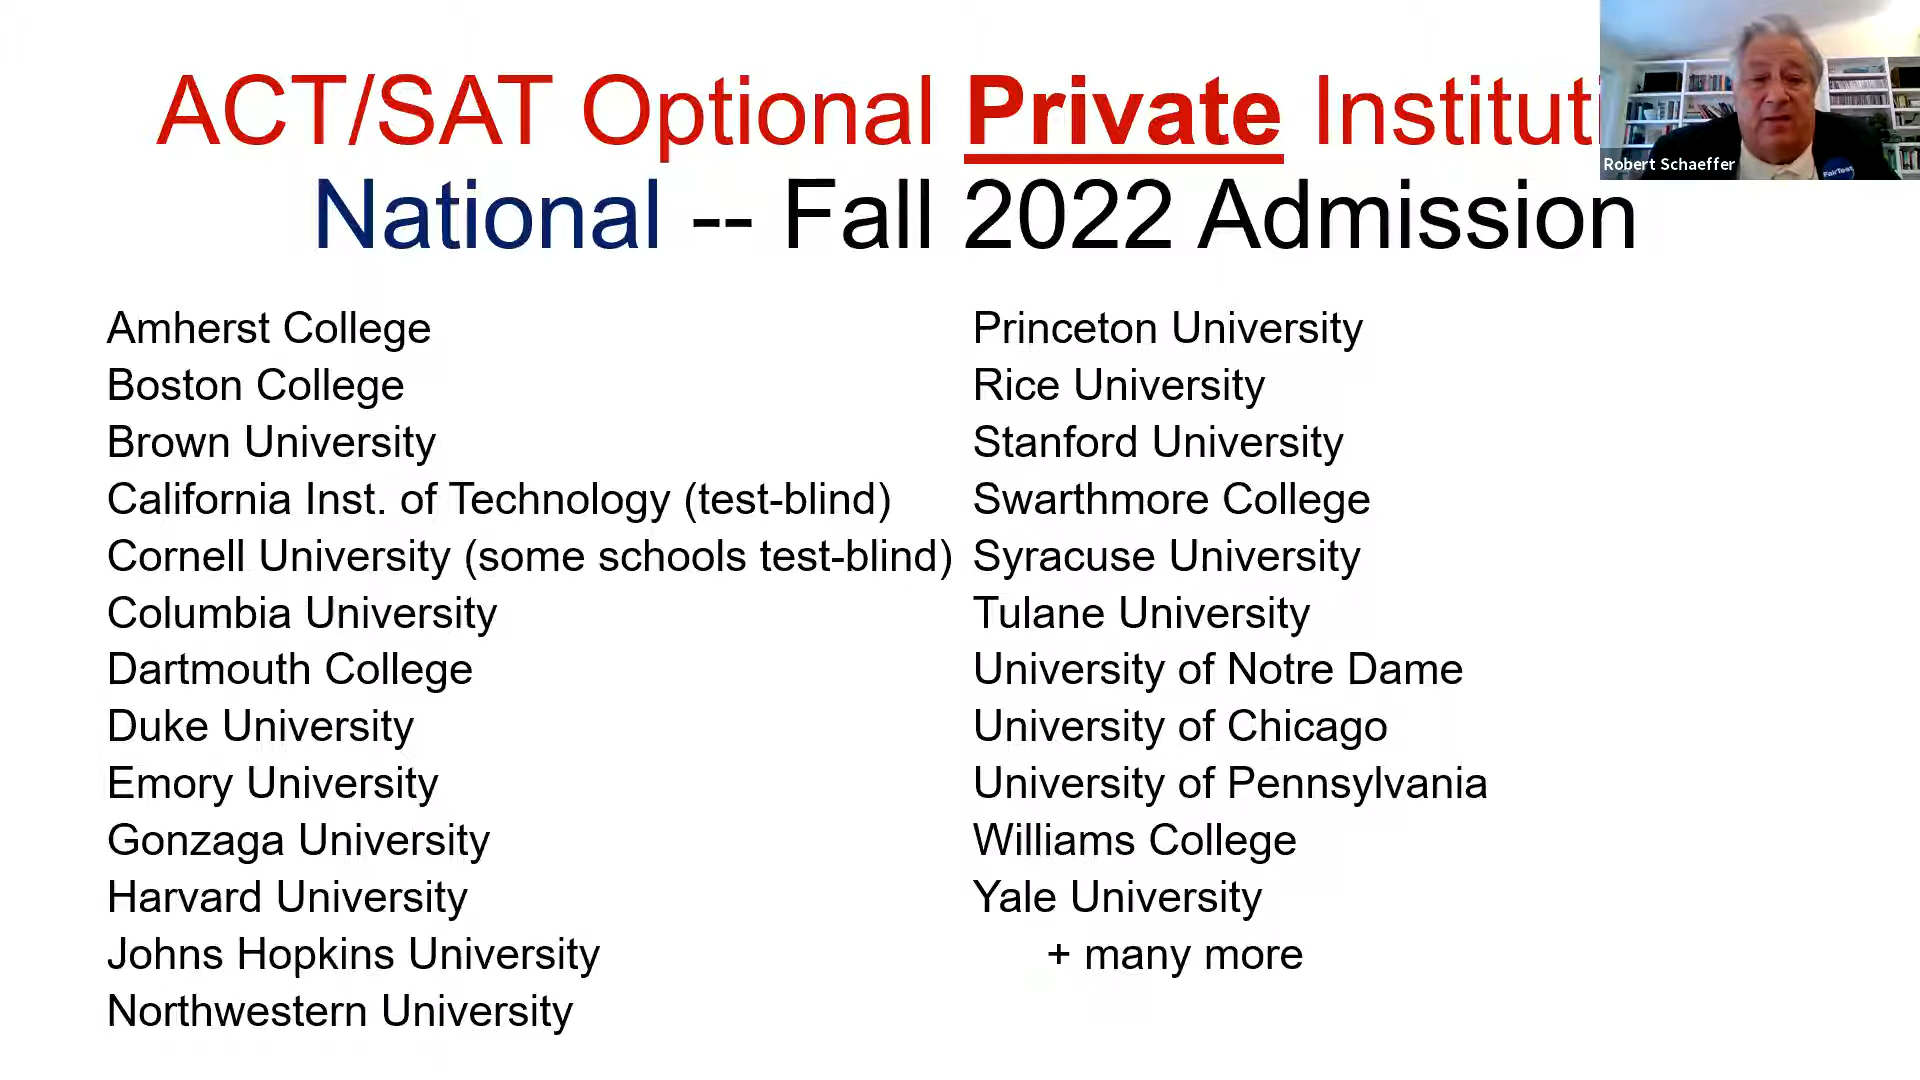 ACT/SAT Optional Private Instituti
National -- Fall 2022 Admission
Robert Schaeffer
FairTest
Amherst College
Boston College
Brown University
California Inst. of Technology (test-blind)
Cornell University (some schools test-blind)
Columbia University
Dartmouth College
Duke University
Emory University
Gonzaga University
Harvard University
Johns Hopkins University
Northwestern University
Princeton University
Rice University
Stanford University
Swarthmore College
Syracuse University
Tulane University
University of Notre Dame
University of Chicago
University of Pennsylvania
Williams College
Yale University
+ many more